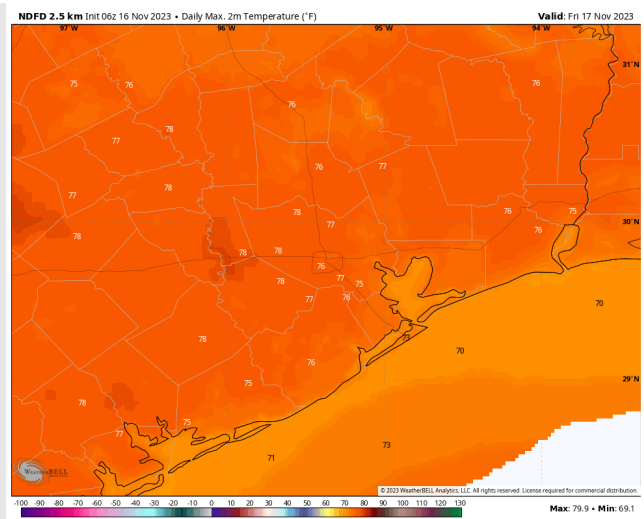 NDFD 2.5 km Init 06z 16 Nov 2023 • Daily Max. 2m Temperature (°F)
Valid: Fri 17 Nov 2023
97°W 96°W 95°W 94°W
31°N
75 76 76 76
78
77
76 77
78
77
78 76 75
30°N
77 76
78
78 78
76
77 75
78
77 76
70
73
78 70
76
29°N
75
78
75
77
73
71
WeatherBELL
© 2023 WeatherBELL Analytics, LLC. All rights reserved. License required for commercial distribution.
-100 -90 -80 -70 -60 -50 -40 -30 -20 -10 0 10 20 30 40 50 60 70 80 90 100 110 120 130
Max: 79.9 • Min: 69.1